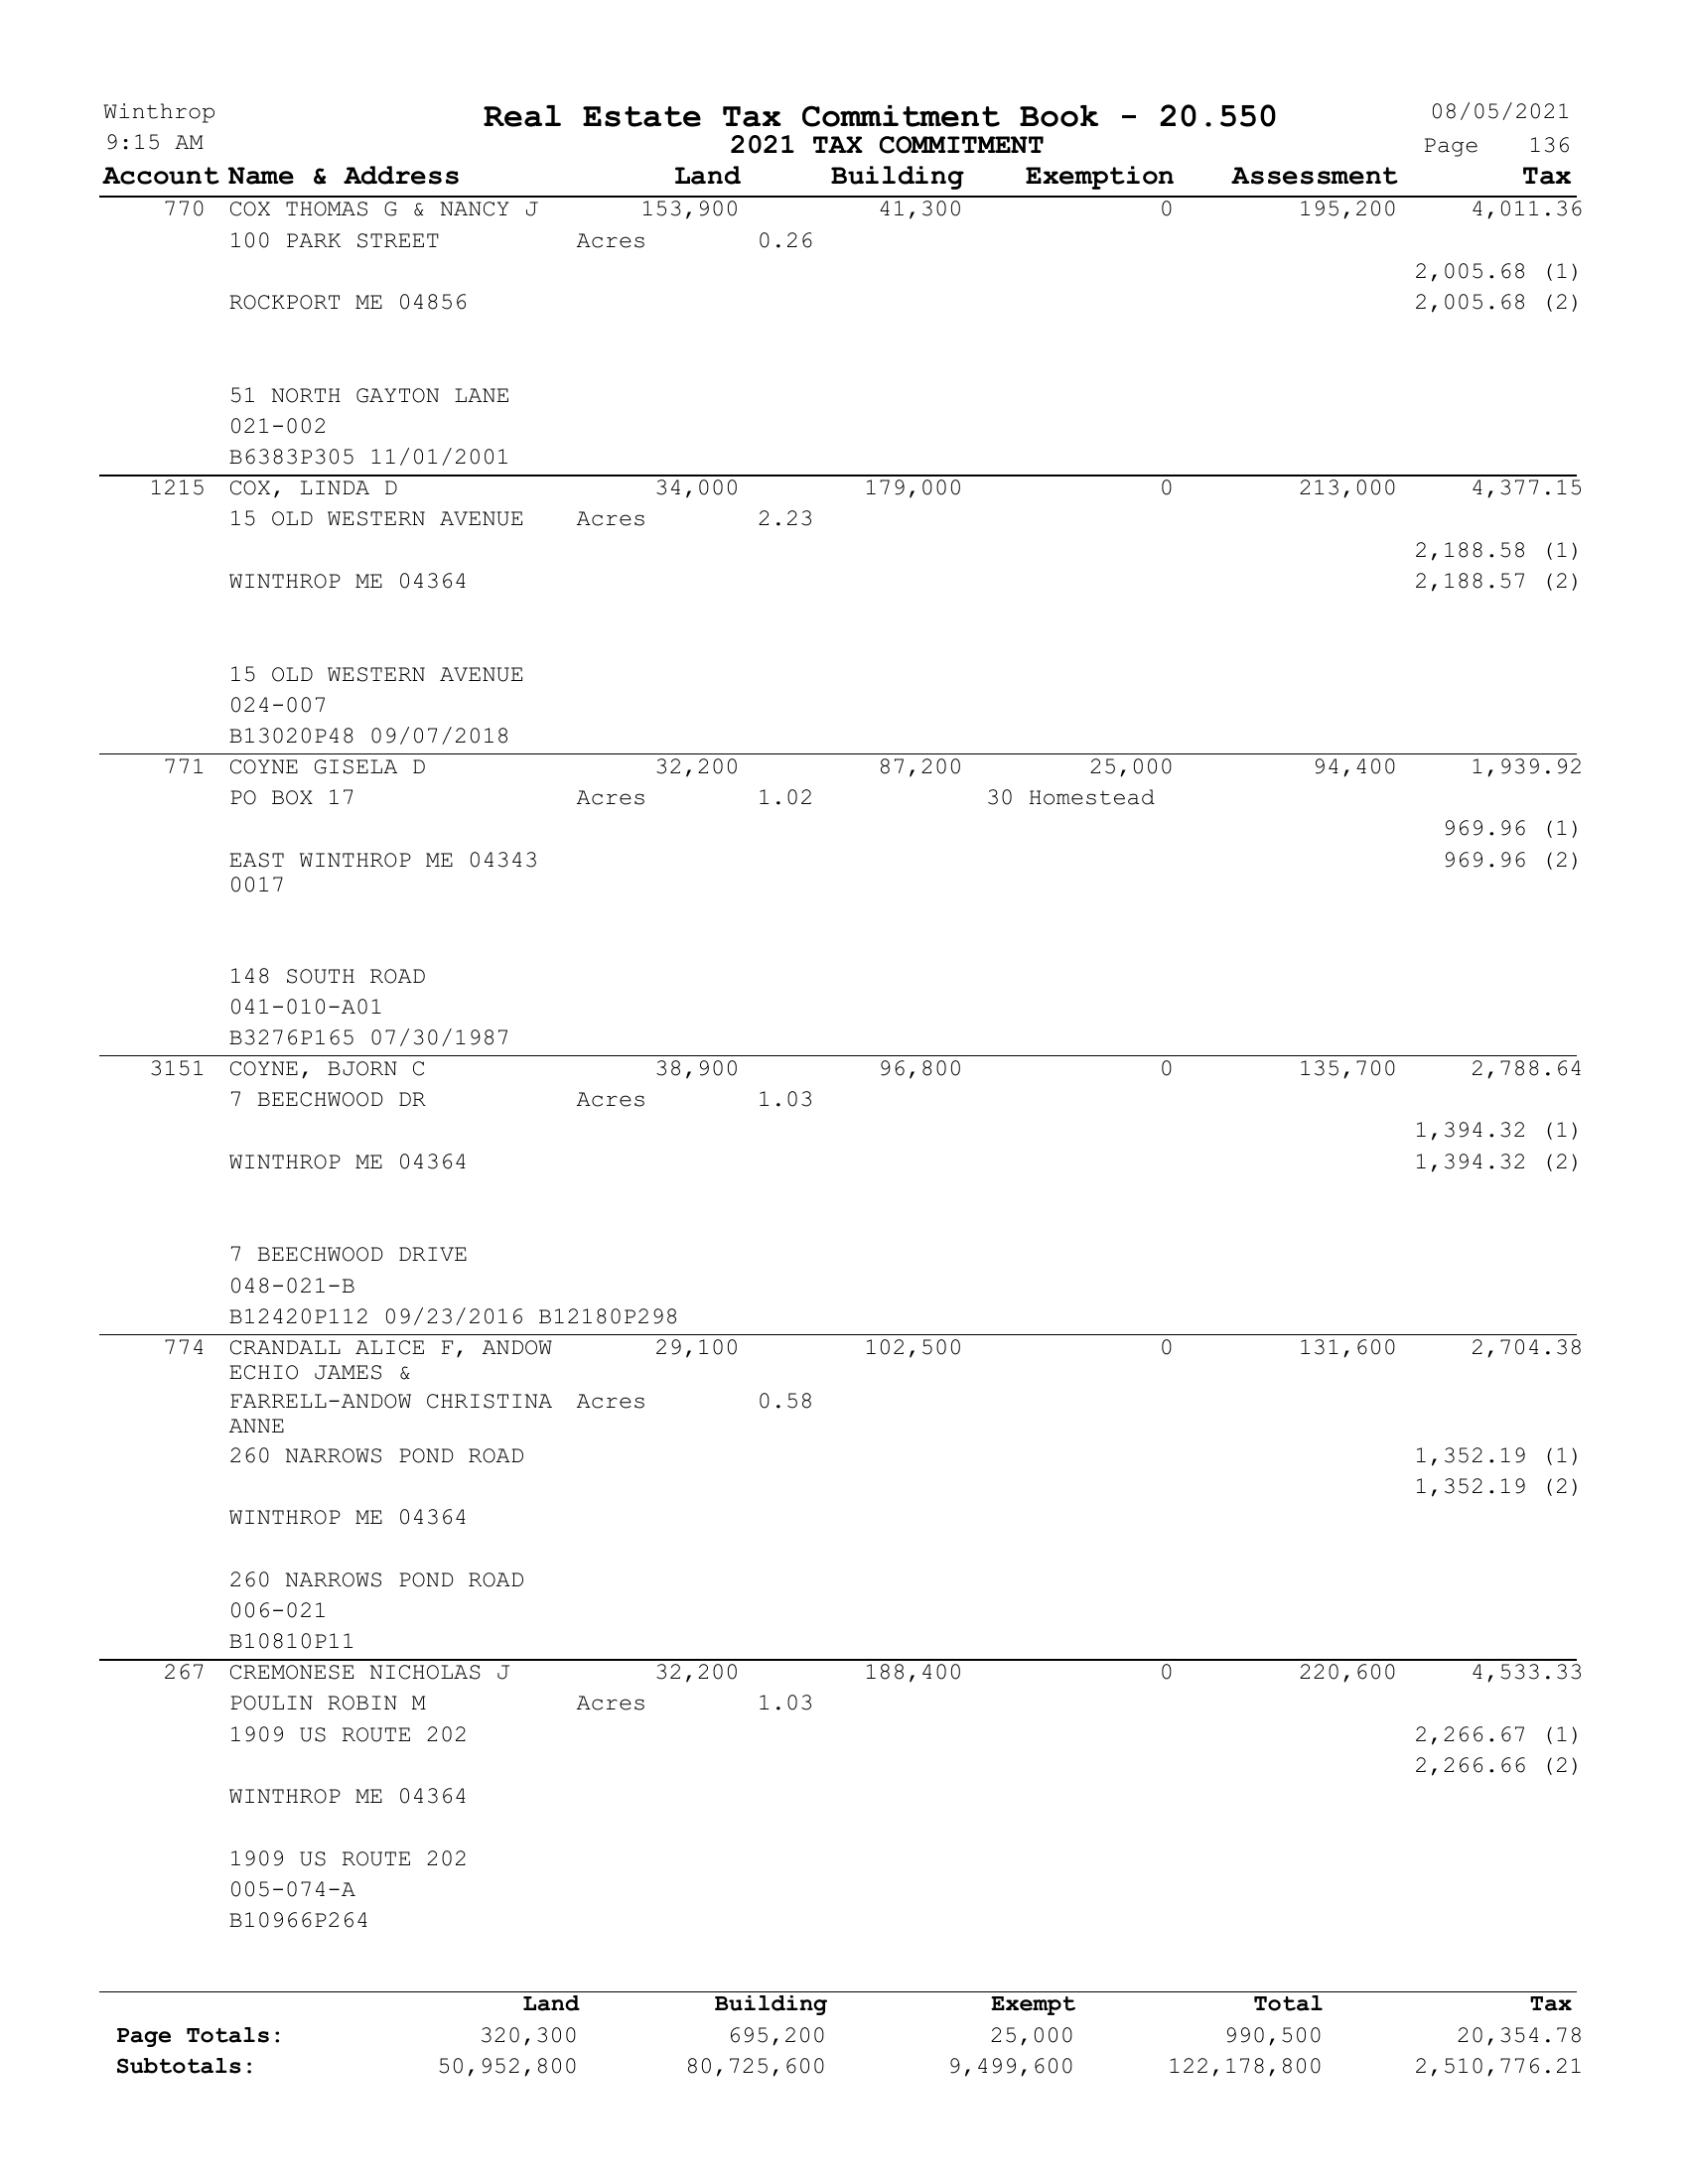 Winthrop Real Estate Tax Commitment Book - 20.550 08/05/2021
9:15 AM 2021 TAX COMMITMENT Page 136
Account Name & Address Land Building Exemption Assessment Tax
770 COX THOMAS G & NANCY J 153,900 41,300 0 195,200 4,011.36
100 PARK STREET Acres 0.26
2,005.68 (1)
ROCKPORT ME 04856 2,005.68 (2)
51 NORTH GAYTON LANE
021-002
B6383P305 11/01/2001
1215 COX, LINDA D 34,000 179,000 0 213,000 4,377.15
15 OLD WESTERN AVENUE Acres 2.23
2,188.58 (1)
WINTHROP ME 04364 2,188.57 (2)
15 OLD WESTERN AVENUE
024-007
B13020P48 09/07/2018
771 COYNE GISELA D 32,200 87,200 25,000 94,400 1,939.92
PO BOX 17 Acres 1.02 30 Homestead
969.96 (1)
EAST WINTHROP ME 04343 969.96 (2)
0017
148 SOUTH ROAD
041-010-A01
B3276P165 07/30/1987
3151 COYNE, BJORN C 38,900 96,800 0 135,700 2,788.64
7 BEECHWOOD DR Acres 1.03
1,394.32 (1)
WINTHROP ME 04364 1,394.32 (2)
7 BEECHWOOD DRIVE
048-021-B
B12420P112 09/23/2016 B12180P298
774 CRANDALL ALICE F, ANDOW 29,100 102,500 0 131,600 2,704.38
ECHIO JAMES &
FARRELL-ANDOW CHRISTINA Acres 0.58
ANNE
260 NARROWS POND ROAD 1,352.19 (1)
1,352.19 (2)
WINTHROP ME 04364
260 NARROWS POND ROAD
006-021
B10810P11
267 CREMONESE NICHOLAS J 32,200 188,400 0 220,600 4,533.33
POULIN ROBIN M Acres 1.03
1909 US ROUTE 202 2,266.67 (1)
2,266.66 (2)
WINTHROP ME 04364
1909 US ROUTE 202
005-074-A
B10966P264
Land Building Exempt Total Tax
Page Totals: 320,300 695,200 25,000 990,500 20,354.78
Subtotals: 50,952,800 80,725,600 9,499,600 122,178,800 2,510,776.21